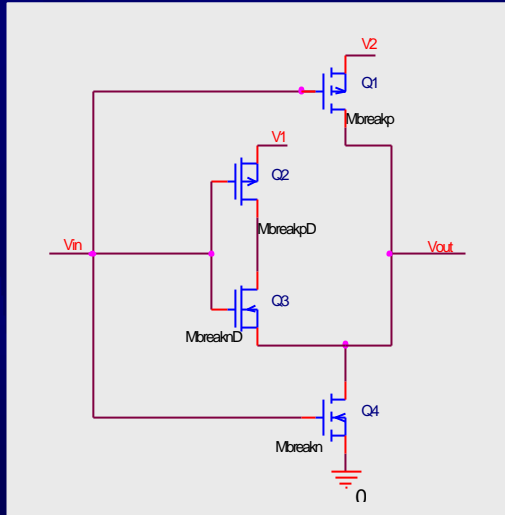 V2
Q1
Mbreakp
V1
Q2
MbreakpD
Vin
Vout
Q3
MbreaknD
Q4
Mbreakn
0